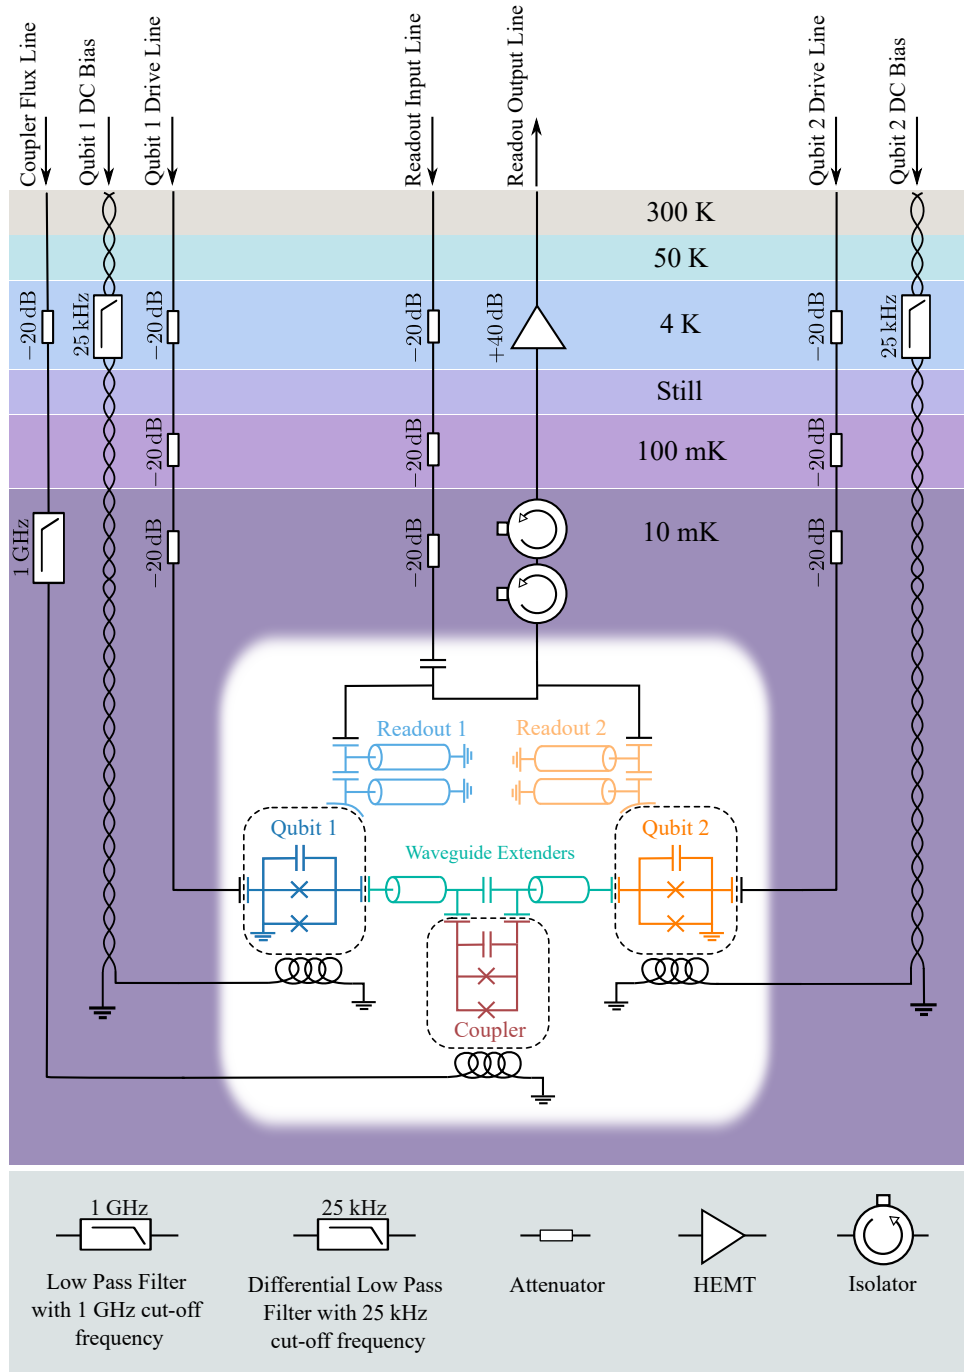 Coupler Flux Line
Qubit 1 DC Bias
Qubit 1 Drive Line
Readout Input Line
Readou Output Line
Qubit 2 Drive Line
Qubit 2 DC Bias
300 K
50 K
−20 dB
25 kHz
−20 dB
−20 dB
+40 dB
4 K
−20 dB
25 kHz
Still
−20 dB
−20 dB
100 mK
−20 dB
1 GHz
−20 dB
−20 dB
10 mK
−20 dB
Readout 1
Readout 2
Qubit 1
Qubit 2
Waveguide Extenders
Coupler
1 GHz
Low Pass Filter
with 1 GHz cut-off
frequency
25 kHz
Differential Low Pass
Filter with 25 kHz
cut-off frequency
Attenuator
HEMT
Isolator